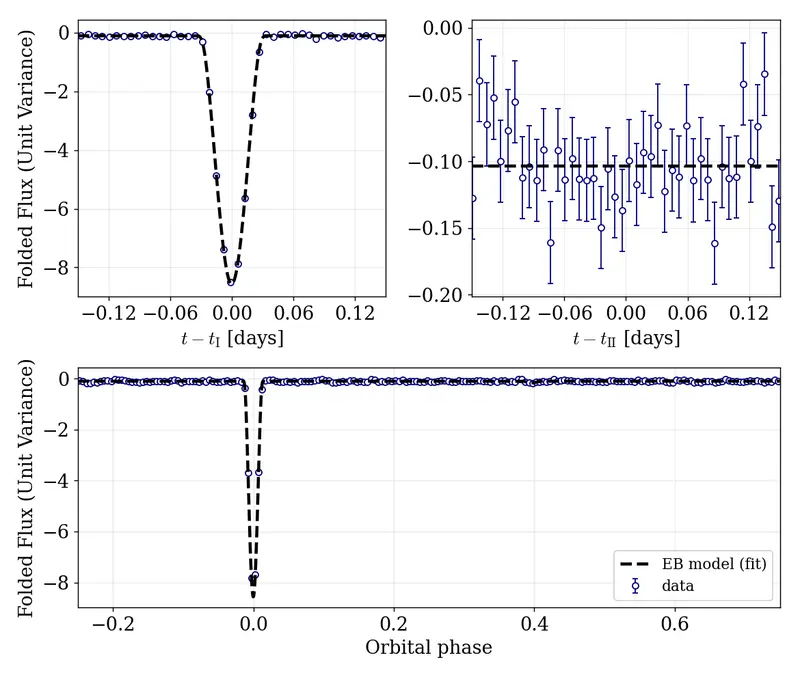 Folded Flux (Unit Variance)
0
−2
−4
−6
−8
−0.12 −0.06 0.00 0.06 0.12
t − tI [days]
0.00
−0.05
−0.10
−0.15
−0.20
−0.12 −0.06 0.00 0.06 0.12
t − tII [days]
Folded Flux (Unit Variance)
0
−2
−4
−6
−8
−0.2 0.0 0.2 0.4 0.6
Orbital phase
EB model (fit)
data